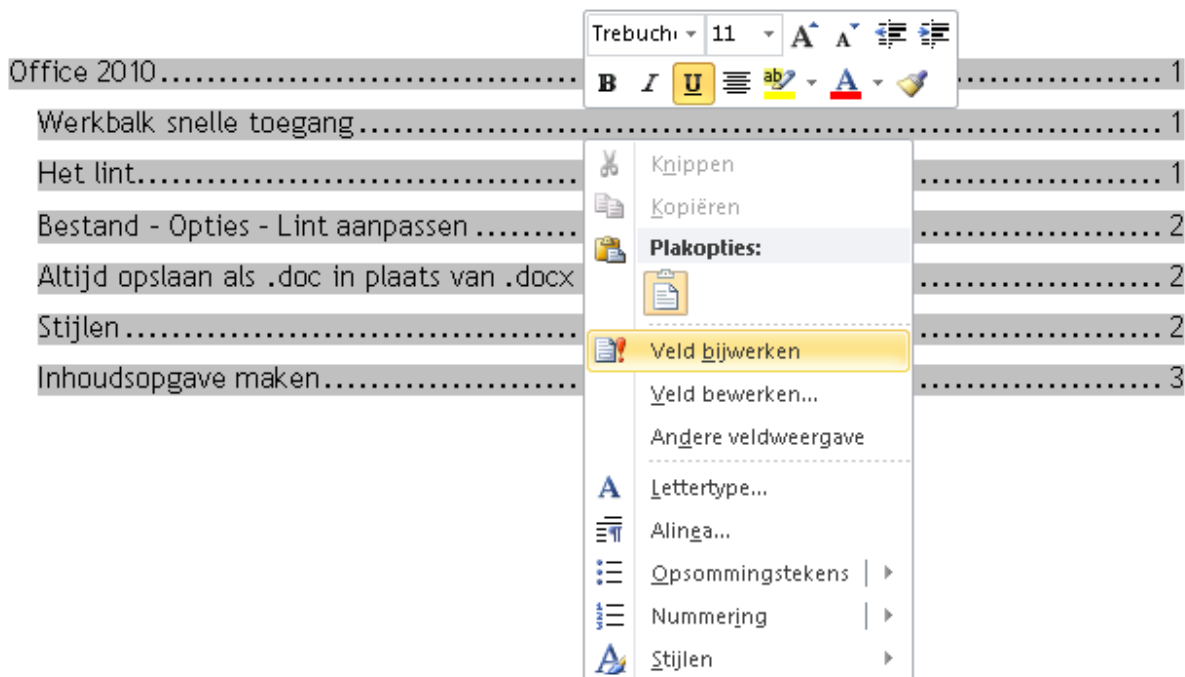 Trebuch 11 A A
Office 2010 1
B I U ab A
Werkbalk snelle toegang 1
Het lint 1
Bestand - Opties - Lint aanpassen 2
Altijd opslaan als .doc in plaats van .docx 2
Stijlen 2
Inhoudsopgave maken 3
Knippen
Kopiëren
Plakopties:
Veld bijwerken
Veld bewerken...
Andere veldweergave
A Lettertype...
Alinea...
Opsommingstekens
Nummering
Stijlen